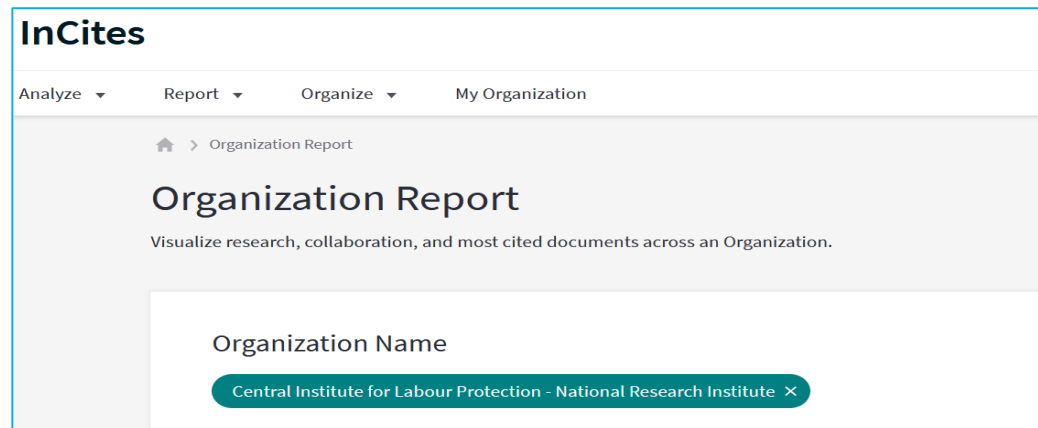 InCites
Analyze Report Organize My Organization
Organization Report
Organization Report
Visualize research, collaboration, and most cited documents across an Organization.
Organization Name
Central Institute for Labour Protection - National Research Institute ×